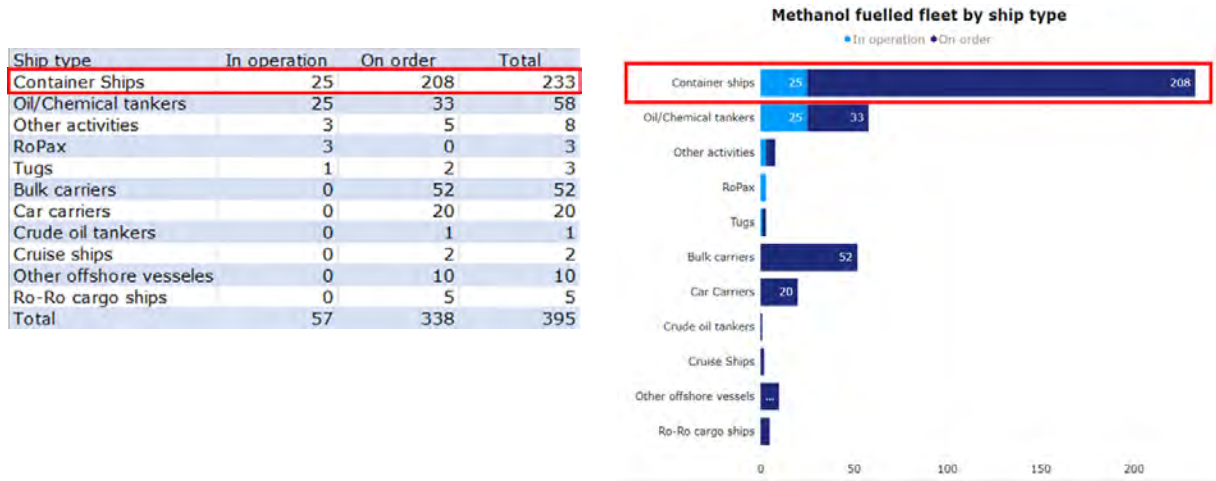 Ship type In operation On order Total
Container Ships 25 208 233
Oil/Chemical tankers 25 33 58
Other activities 3 5 8
RoPax 3 0 3
Tugs 1 2 3
Bulk carriers 0 52 52
Car carriers 0 20 20
Crude oil tankers 0 1 1
Cruise ships 0 2 2
Other offshore vesseles 0 10 10
Ro-Ro cargo ships 0 5 5
Total 57 338 395
Methanol fuelled fleet by ship type
In operation On order
Container ships 25 208
Oil/Chemical tankers 25 33
Other activities
RoPax
Tugs
Bulk carriers 52
Car Carriers 20
Crude oil tankers
Cruise Ships
Other offshore vessels ...
Ro-Ro cargo ships
0 50 100 150 200